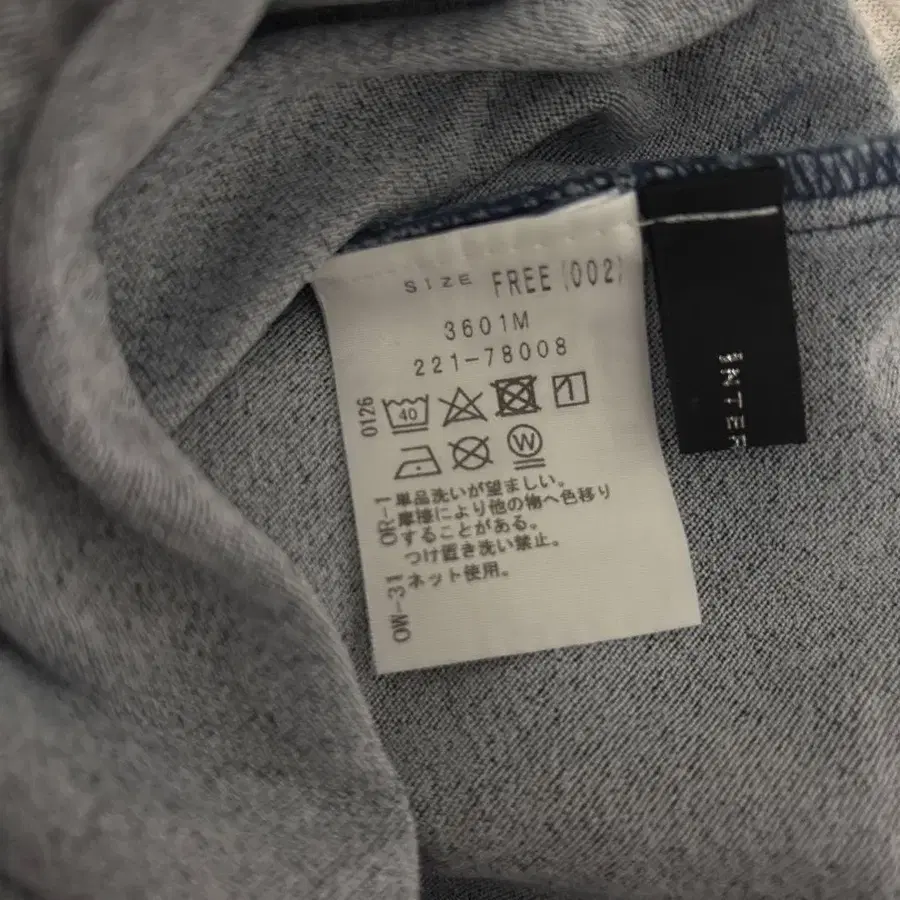 SIZE FREE (002)
3601M
221-78008
0126
40
1
W
OR-1
単品洗いが望ましい。
摩擦により他の物へ色移り
することがある。
つけ置き洗い禁止。
OW-31
ネット使用。
INTER